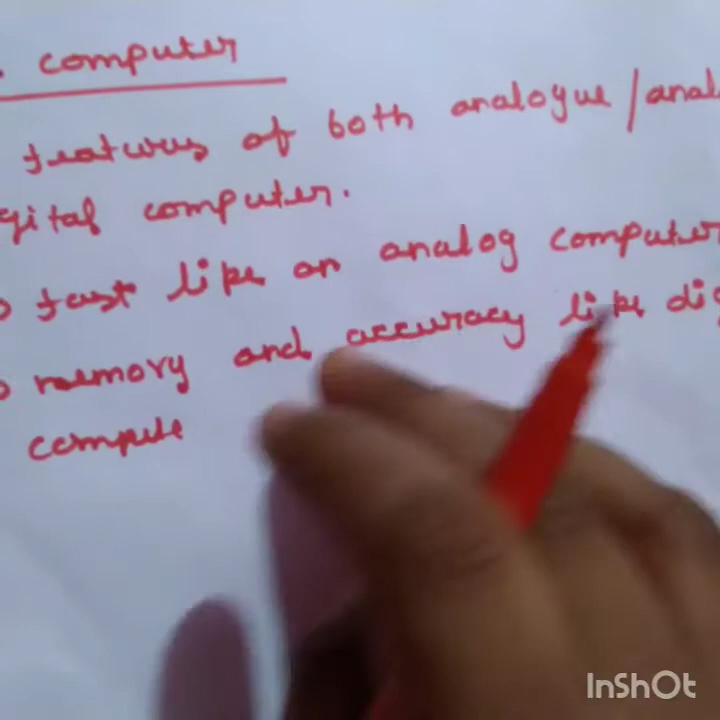 computer
features of both analogue/anal
gital computer.
fast like an analog computer
memory and accuracy like dig
compute
InShOt